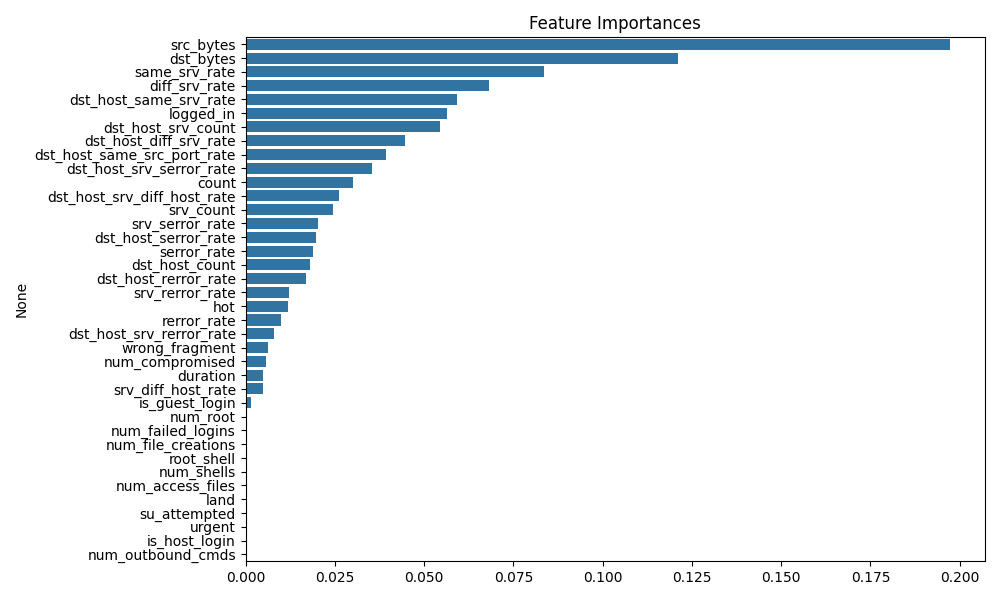 Feature Importances
src_bytes
dst_bytes
same_srv_rate
diff_srv_rate
dst_host_same_srv_rate
logged_in
dst_host_srv_count
dst_host_diff_srv_rate
dst_host_same_src_port_rate
dst_host_srv_serror_rate
count
dst_host_srv_diff_host_rate
srv_count
srv_serror_rate
dst_host_serror_rate
serror_rate
dst_host_count
dst_host_rerror_rate
srv_rerror_rate
hot
rerror_rate
dst_host_srv_rerror_rate
wrong_fragment
num_compromised
duration
srv_diff_host_rate
is_guest_login
num_root
num_failed_logins
num_file_creations
root_shell
num_shells
num_access_files
land
su_attempted
urgent
is_host_login
num_outbound_cmds
None
0.000 0.025 0.050 0.075 0.100 0.125 0.150 0.175 0.200